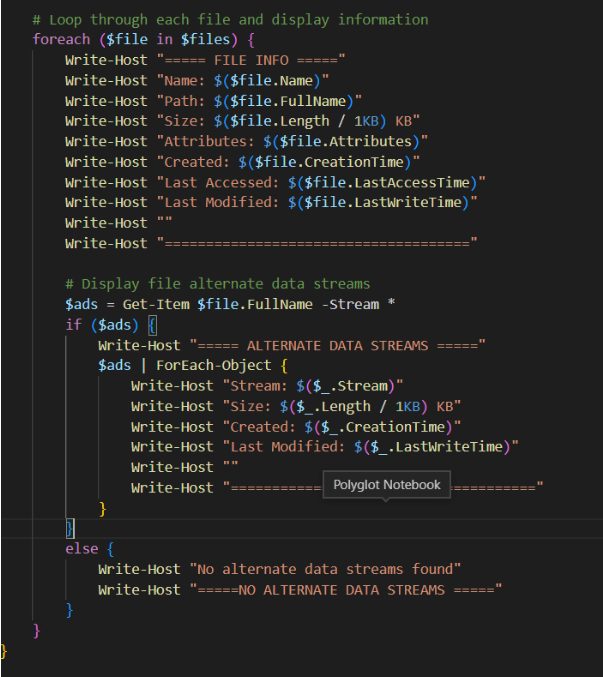 # Loop through each file and display information
foreach ($file in $files) {
Write-Host "===== FILE INFO ====="
Write-Host "Name: $($file.Name)"
Write-Host "Path: $($file.FullName)"
Write-Host "Size: $($file.Length / 1KB) KB"
Write-Host "Attributes: $($file.Attributes)"
Write-Host "Created: $($file.CreationTime)"
Write-Host "Last Accessed: $($file.LastAccessTime)"
Write-Host "Last Modified: $($file.LastWriteTime)"
Write-Host ""
Write-Host "====================================="
# Display file alternate data streams
$ads = Get-Item $file.FullName -Stream *
if ($ads) {
Write-Host "===== ALTERNATE DATA STREAMS ====="
$ads | ForEach-Object {
Write-Host "Stream: $($_.Stream)"
Write-Host "Size: $($_.Length / 1KB) KB"
Write-Host "Created: $($_.CreationTime)"
Write-Host "Last Modified: $($_.LastWriteTime)"
Write-Host ""
Write-Host "=========== Polyglot Notebook =========="
}
}
else {
Write-Host "No alternate data streams found"
Write-Host "=====NO ALTERNATE DATA STREAMS ====="
}
}
}